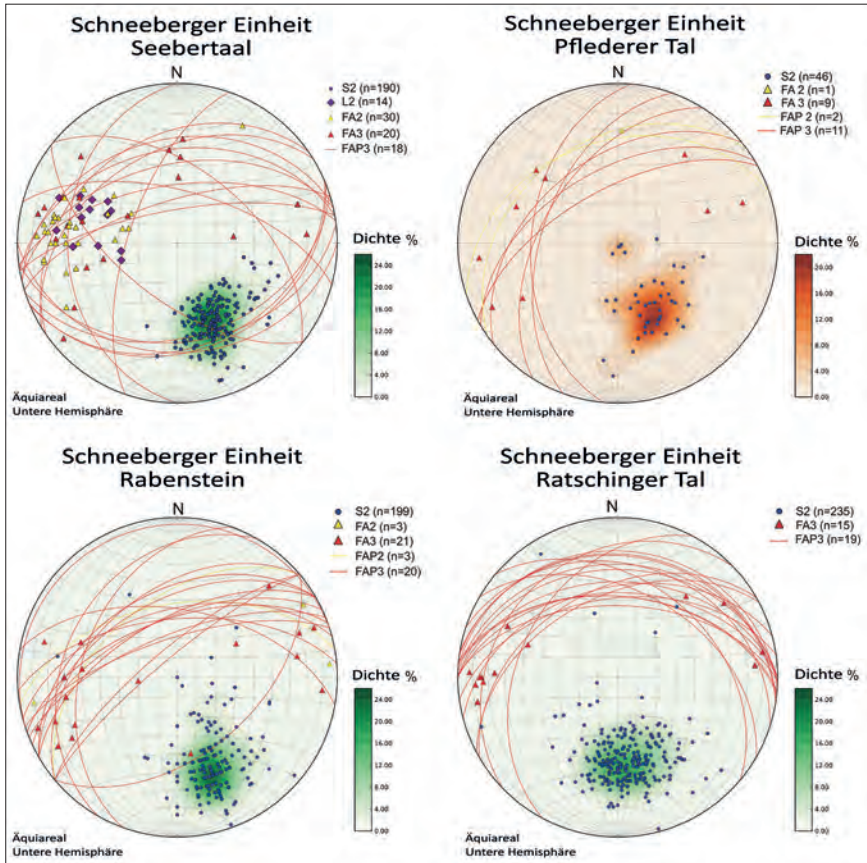 Schneeberger Einheit
Seebertaal
N
S2 (n=190)
L2 (n=14)
FA2 (n=30)
FA3 (n=20)
FAP3 (n=18)
Dichte %
24.00
20.00
16.00
12.00
8.00
4.00
0.00
Äquiareal
Untere Hemisphäre
Schneeberger Einheit
Pflederer Tal
N
S2 (n=46)
FA 2 (n=1)
FA 3 (n=9)
FAP 2 (n=2)
FAP 3 (n=11)
Dichte %
20.00
16.00
12.00
8.00
4.00
0.00
Äquiareal
Untere Hemisphäre
Schneeberger Einheit
Rabenstein
N
S2 (n=199)
FA2 (n=3)
FA3 (n=21)
FAP2 (n=3)
FAP3 (n=20)
Dichte %
24.00
20.00
16.00
12.00
8.00
4.00
0.00
Äquiareal
Untere Hemisphäre
Schneeberger Einheit
Ratschinger Tal
N
S2 (n=235)
FA3 (n=15)
FAP3 (n=19)
Dichte %
24.00
20.00
16.00
12.00
8.00
4.00
0.00
Äquiareal
Untere Hemisphäre